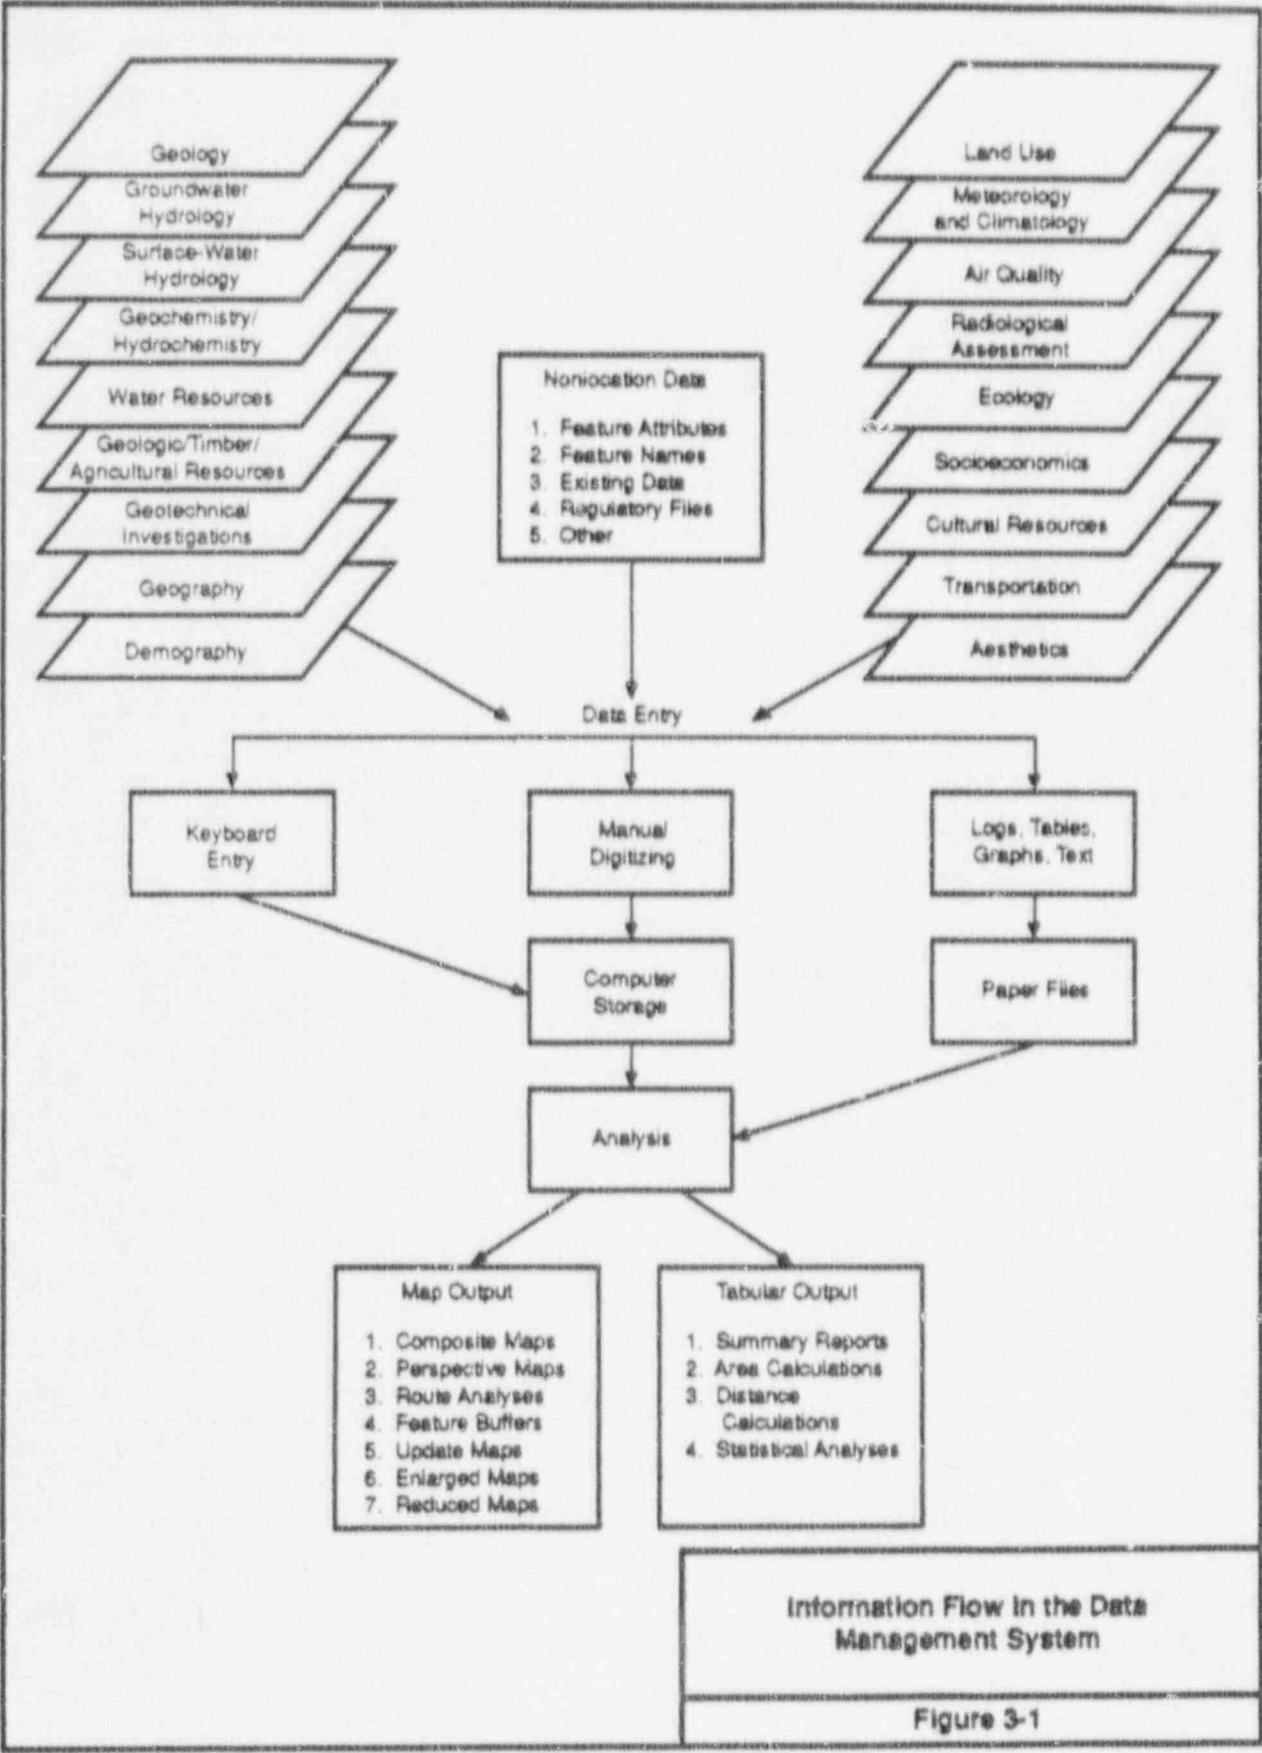 Geology
Groundwater
Hydrology
Surface-Water
Hydrology
Geochemistry/
Hydrochemistry
Water Resources
Geologic/Timber/
Agricultural Resources
Geotechnical
Investigations
Geography
Demography
Nonlocation Data
1. Feature Attributes
2. Feature Names
3. Existing Data
4. Regulatory Files
5. Other
Land Use
Meteorology
and Climatology
Air Quality
Radiological
Assessment
Ecology
Socioeconomics
Cultural Resources
Transportation
Aesthetics
Data Entry
Keyboard
Entry
Manual
Digitizing
Logs, Tables,
Graphs, Text
Computer
Storage
Paper Files
Analysis
Map Output
1. Composite Maps
2. Perspective Maps
3. Route Analyses
4. Feature Buffers
5. Update Maps
6. Enlarged Maps
7. Reduced Maps
Tabular Output
1. Summary Reports
2. Area Calculations
3. Distance
Calculations
4. Statistical Analyses
Information Flow in the Data
Management System
Figure 3-1